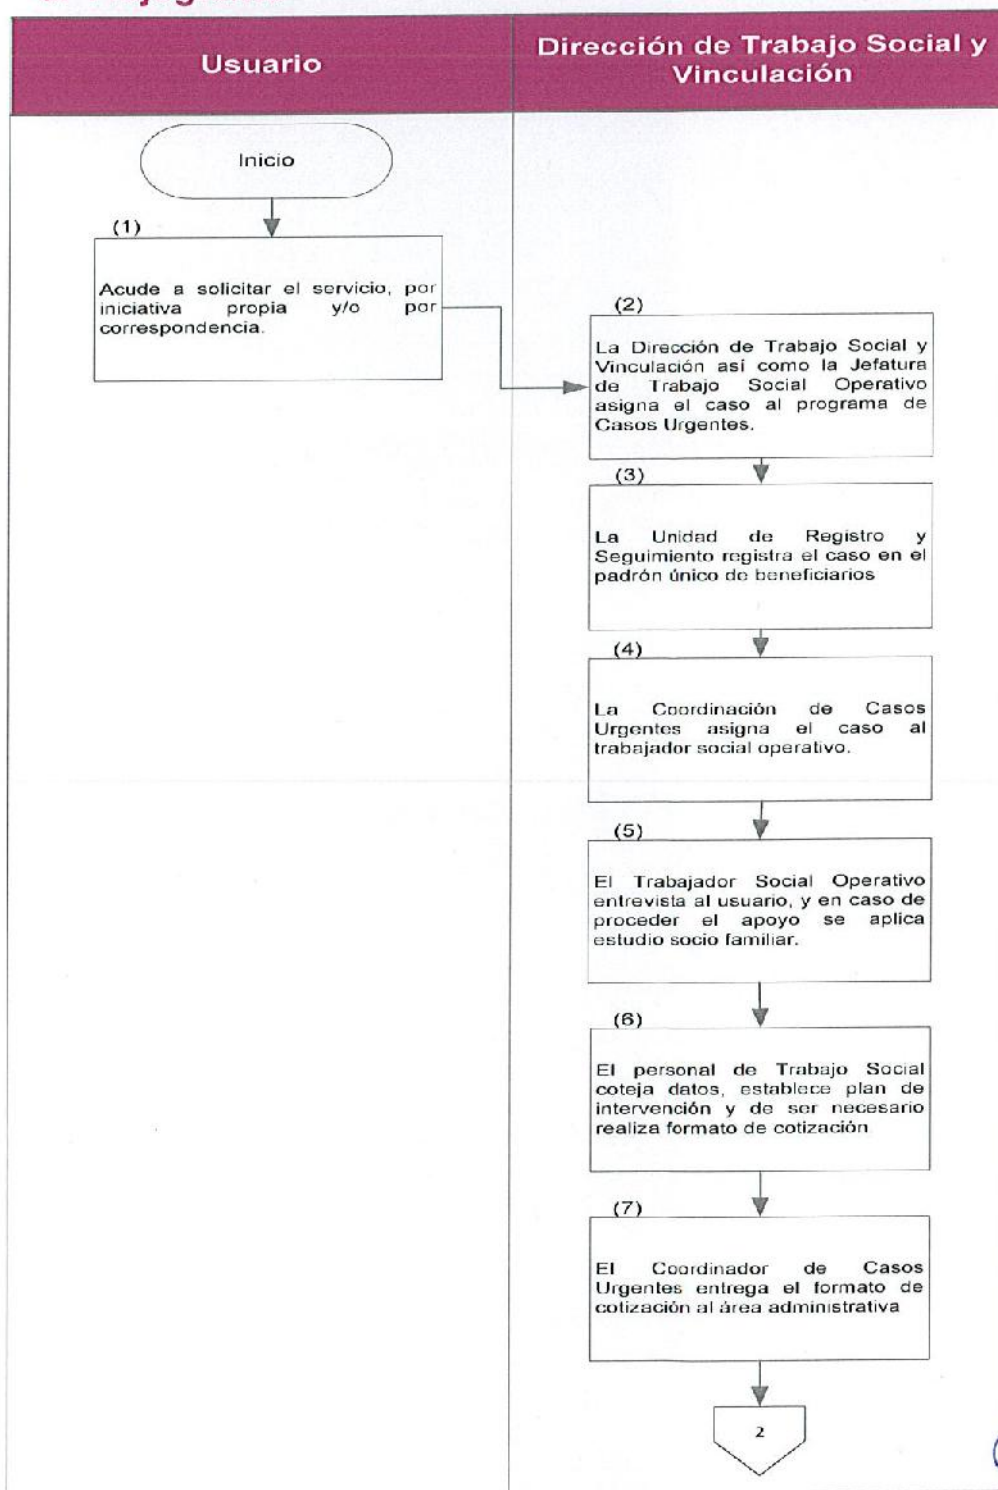 Usuario
Dirección de Trabajo Social y
Vinculación
Inicio
(1)
Acude a solicitar el servicio, por
iniciativa propia y/o por
correspondencia.
(2)
La Dirección de Trabajo Social y
Vinculación así como la Jefatura
de Trabajo Social Operativo
asigna el caso al programa de
Casos Urgentes.
(3)
La Unidad de Registro y
Seguimiento registra el caso en el
padrón único de beneficiarios
(4)
La Coordinación de Casos
Urgentes asigna el caso al
trabajador social operativo.
(5)
El Trabajador Social Operativo
entrevista al usuario, y en caso de
proceder el apoyo se aplica
estudio socio familiar.
(6)
El personal de Trabajo Social
coteja datos, establece plan de
intervención y de ser necesario
realiza formato de cotización
(7)
El Coordinador de Casos
Urgentes entrega el formato de
cotización al área administrativa
2